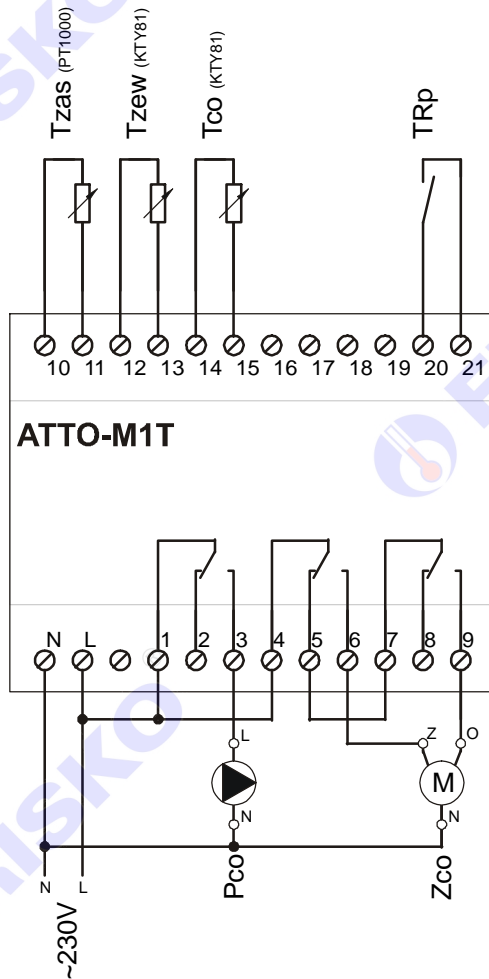 Tzas (PT1000)
Tzew (KTY81)
Tco (KTY81)
TRp
10 11 12 13 14 15 16 17 18 19 20 21
ATTO-M1T
N L 1 2 3 4 5 6 7 8 9
L
Z
O
M
N
N
N
L
~230V
Pco
Zco